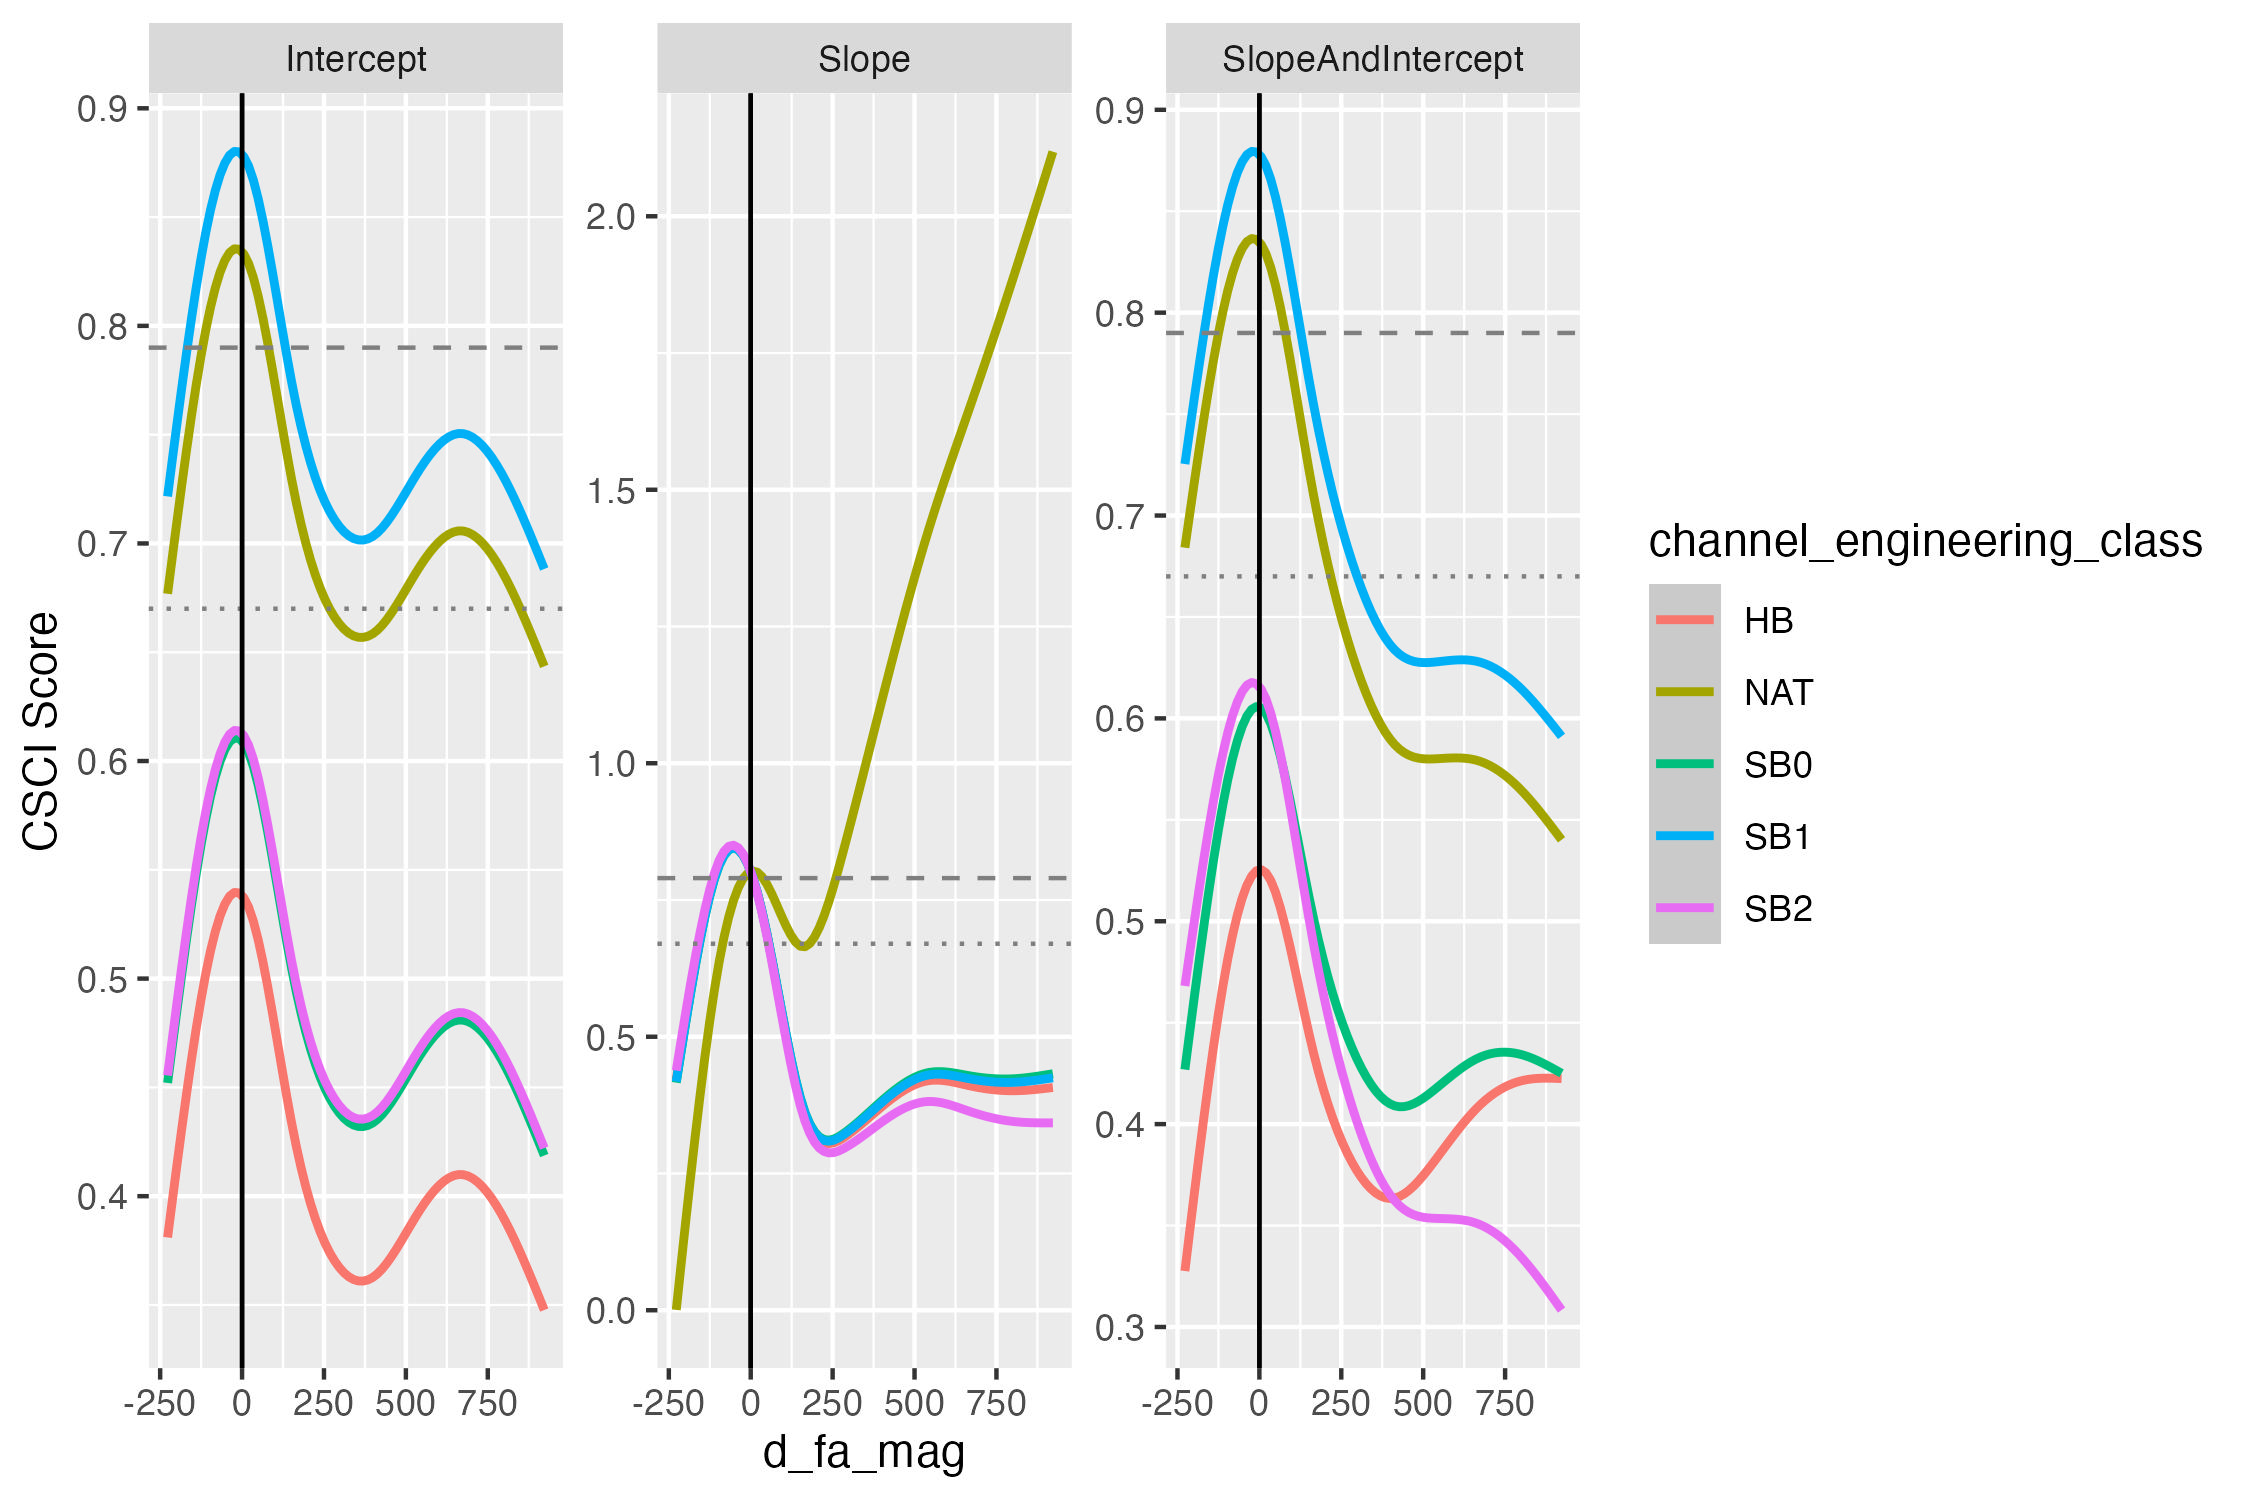 Intercept
Slope
SlopeAndIntercept
0.9
0.8
0.7
0.6
0.5
0.4
2.0
1.5
1.0
0.5
0.0
0.9
0.8
0.7
0.6
0.5
0.4
0.3
CSCI Score
-250 0 250 500 750
-250 0 250 500 750
-250 0 250 500 750
d_fa_mag
channel_engineering_class
HB
NAT
SB0
SB1
SB2